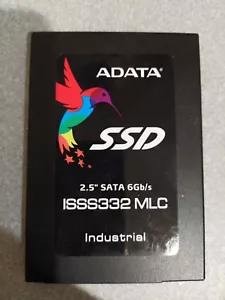 ADATA
SSD
2.5" SATA 6Gb/s
ISSS332 MLC
Industrial